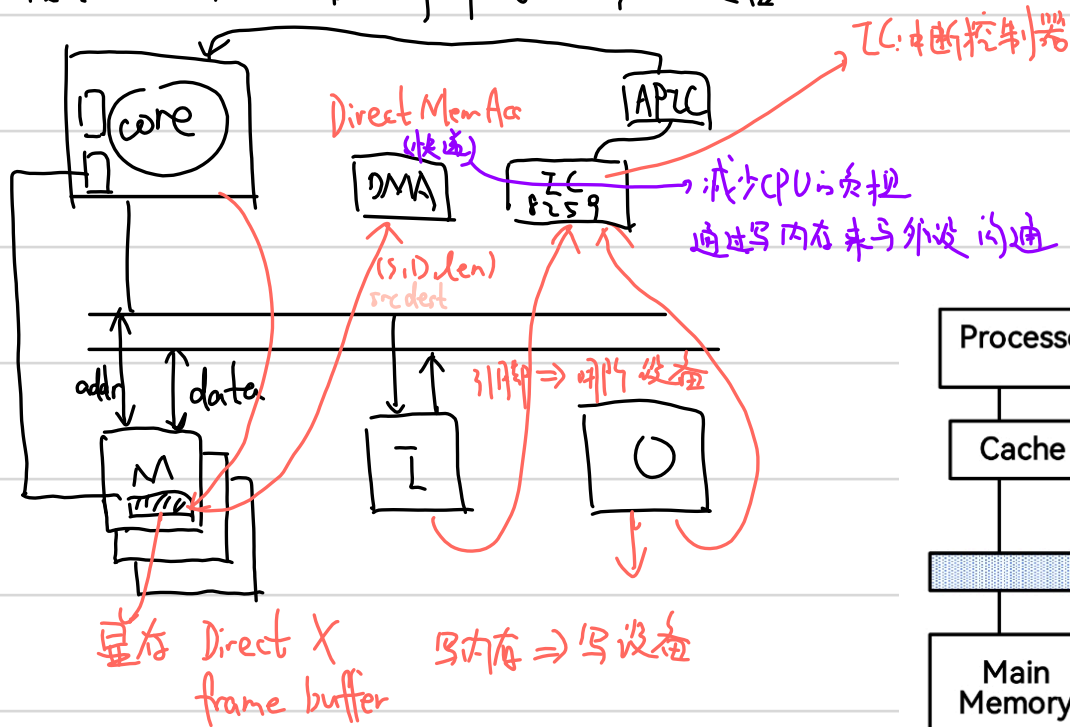 IC:中断控制器
APIC
core
Direct Mem Acc
(快递)
DMA
IC
8259
减少CPU的负担
通过写内存来与外设沟通
(S,D,len)
src dest
Process
addr
data
引脚⇒哪个设备
Cache
M
I
O
显存 Direct X
frame buffer
写内存⇒写设备
Main
Memory